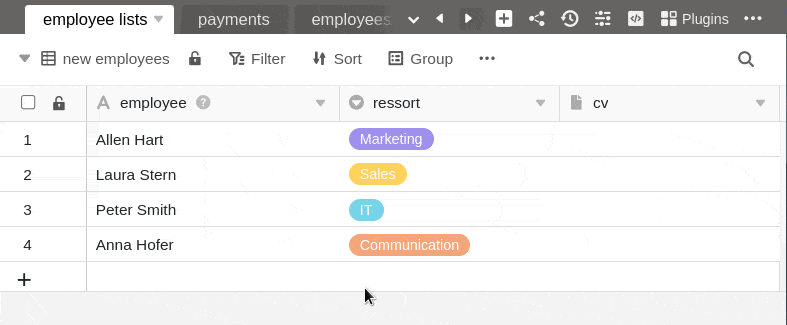 employee lists payments employees Plugins
new employees Filter Sort Group
employee ? ressort cv
1 Allen Hart Marketing
2 Laura Stern Sales
3 Peter Smith IT
4 Anna Hofer Communication